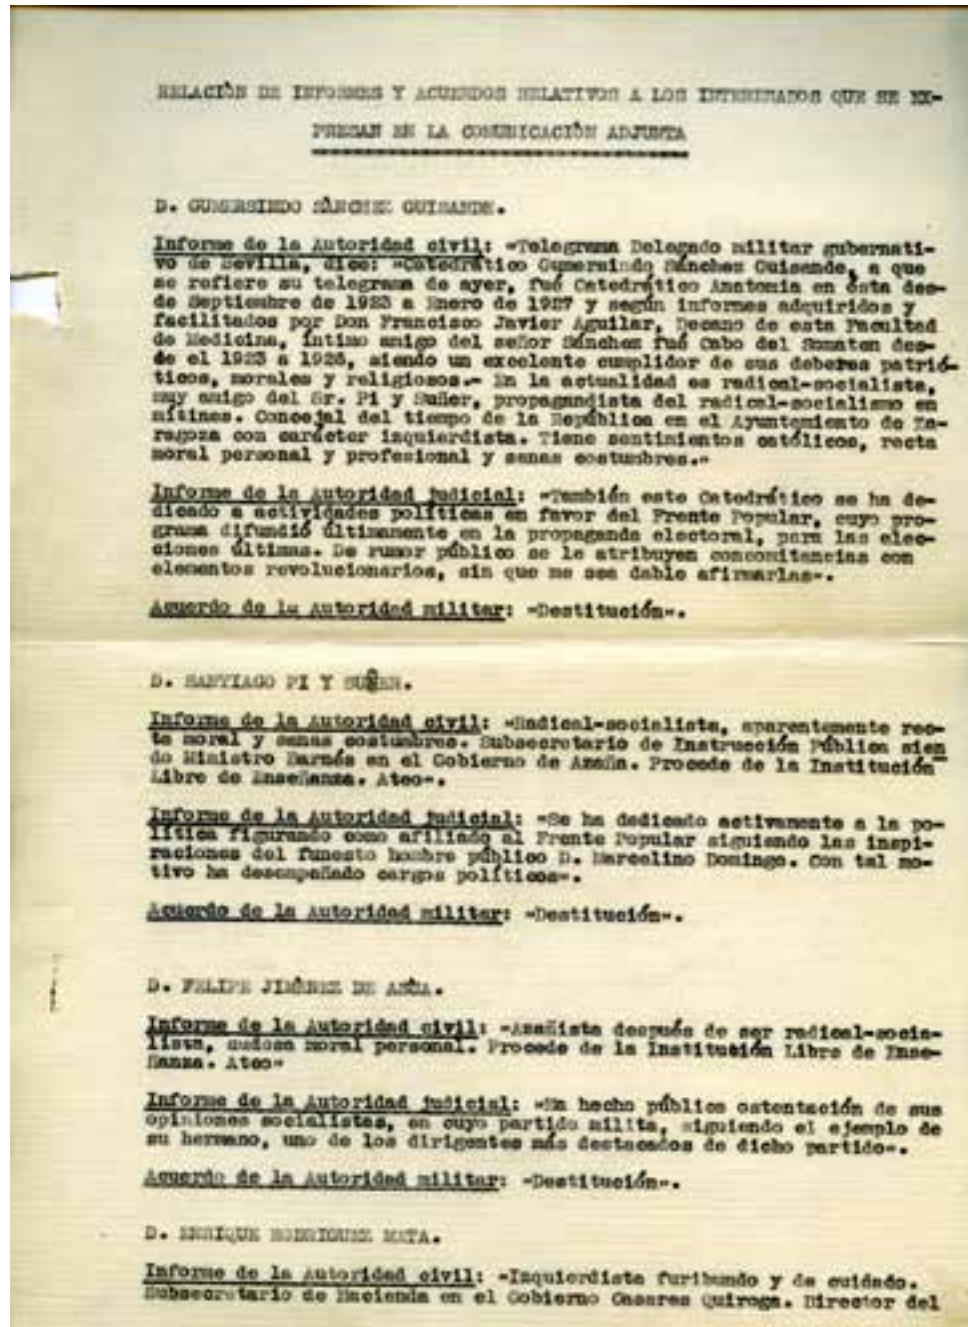 RELACIÒN DE INFORMES Y ACUERDOS RELATIVOS A LOS INTERESADOS QUE SE EX-
PRESAN EN LA COMUNICACIÒN ADJUNTA
D. GUMERSINDO SÀNCHEZ GUISANDE.
Informe de la Autoridad civil: "Telegrama Delegado militar gubernati-
vo de Sevilla, dice: "Catedrático Gumersindo Sánchez Guisande, a que
se refiere su telegrama de ayer, fué Catedrático Anatomia en ésta des-
de Septiembre de 1923 a Enero de 1927 y según informes adquiridos y
facilitados por Don Francisco Javier Aguilar, Decano de esta Facultad
de Medicina, íntimo amigo del señor Sánchez fué Cabo del Somaten des-
de el 1923 a 1926, siendo un excelente cumplidor de sus deberes patrió-
ticos, morales y religiosos.- En la actualidad es radical-socialista,
muy amigo del Sr. Pi y Suñer, propagandista del radical-socialismo en
mítines. Concejal del tiempo de la República en el Ayuntamiento de Za-
ragoza con carácter izquierdista. Tiene sentimientos católicos, recta
moral personal y profesional y sanas costumbres."
Informe de la Autoridad judicial: "También este Catedrático se ha de-
dicado a actividades políticas en favor del Frente Popular, cuyo pro-
grama difundió últimamente en la propaganda electoral, para las elec-
ciones últimas. De rumor público se le atribuyen concomitancias con
elementos revolucionarios, sin que me sea dable afirmarlas".
Acuerdo de la Autoridad militar: "Destitución".
D. SANTIAGO PI Y SUÑER.
Informe de la Autoridad civil: "Radical-socialista, aparentemente rec-
ta moral y sanas costumbres. Subsecretario de Instrucción Pública sien
do Ministro Barnés en el Gobierno de Azaña. Procede de la Institución
Libre de Enseñanza. Ateo".
Informe de la Autoridad judicial: "Se ha dedicado activamente a la po-
lítica figurando como afiliado al Frente Popular siguiendo las inspi-
raciones del funesto hombre público D. Marcelino Domingo. Con tal mo-
tivo ha desempeñado cargos políticos".
Acuerdo de la Autoridad militar: "Destitución".
D. FELIPE JIMÈNEZ DE ASÙA.
Informe de la Autoridad civil: "Azañista después de ser radical-socia-
lista, dudosa moral personal. Procede de la Institución Libre de Ense-
ñanza. Ateo"
Informe de la Autoridad judicial: "Ha hecho pública ostentación de sus
opiniones socialistas, en cuyo partido milita, siguiendo el ejemplo de
su hermano, uno de los dirigentes más destacados de dicho partido".
Acuerdo de la Autoridad militar: "Destitución".
D. ENRIQUE RODRIGUEZ MATA.
Informe de la Autoridad civil: "Izquierdista furibundo y de cuidado.
Subsecretario de Hacienda en el Gobierno Casares Quiroga. Director del